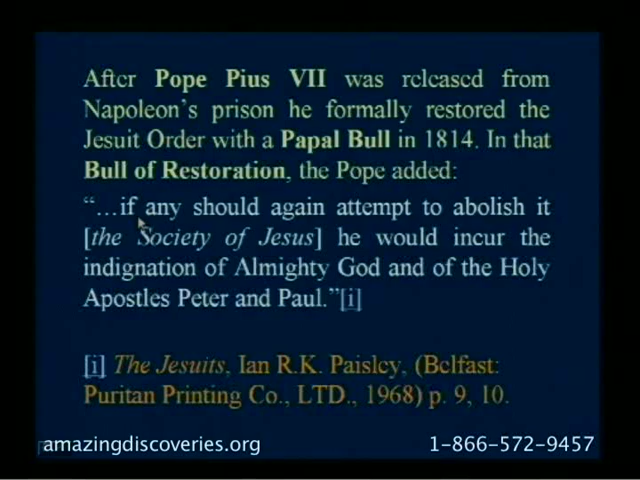 After Pope Pius VII was released from
Napoleon's prison he formally restored the
Jesuit Order with a Papal Bull in 1814. In that
Bull of Restoration, the Pope added:
“…if any should again attempt to abolish it
[the Society of Jesus] he would incur the
indignation of Almighty God and of the Holy
Apostles Peter and Paul.”[i]
[i] The Jesuits, Ian R.K. Paisley, (Belfast:
Puritan Printing Co., LTD., 1968) p. 9, 10.
amazingdiscoveries.org 1-866-572-9457